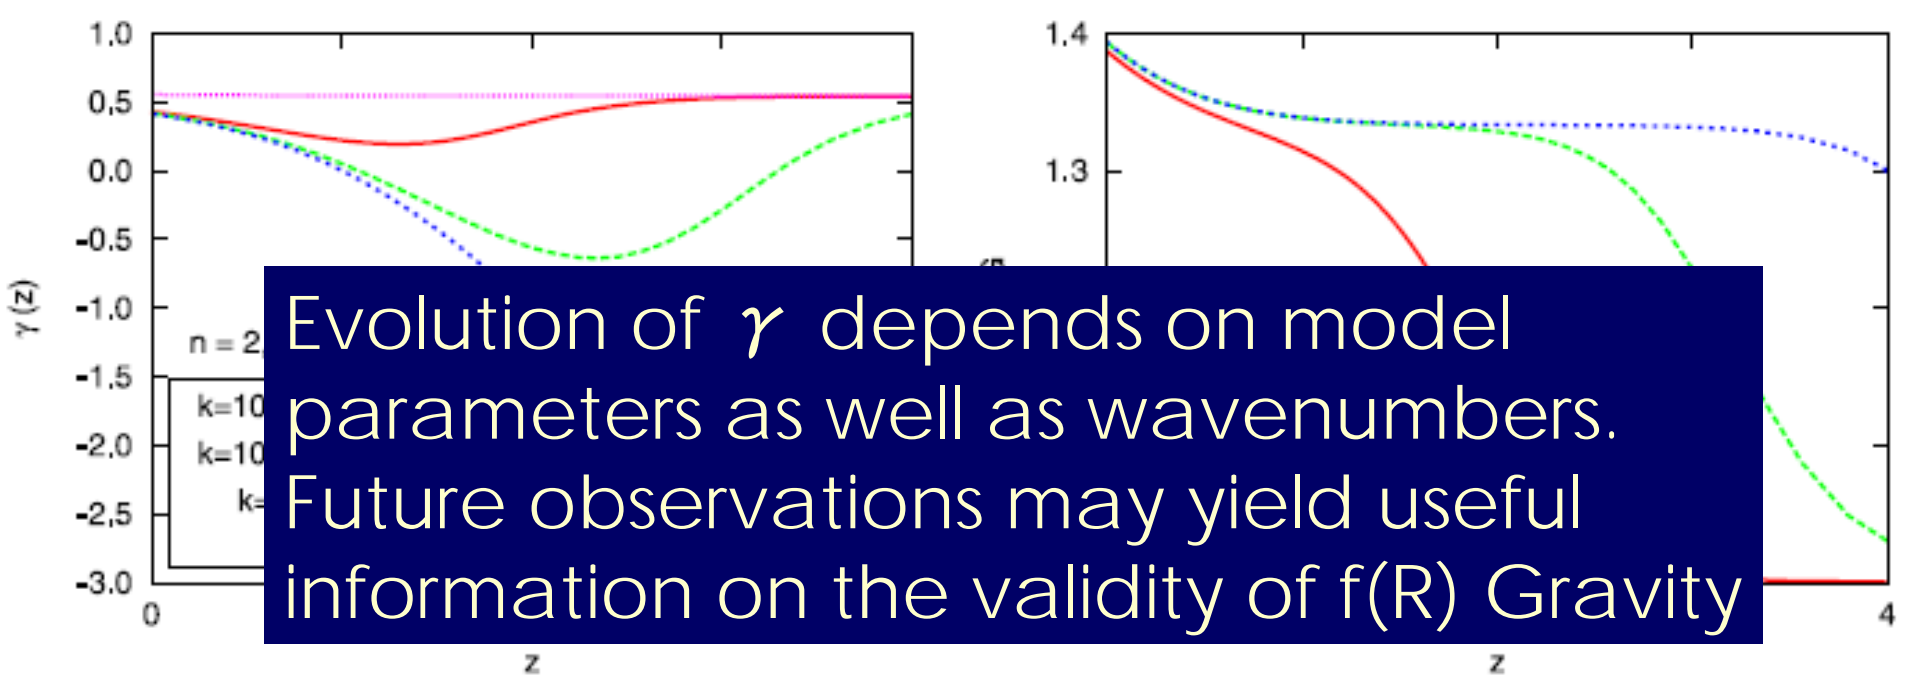 1.0
0.5
0.0
-0.5
-1.0
-1.5
-2.0
-2.5
-3.0
γ(z)
n = 2,
k=10
k=10
k=
0
z
1.4
1.3
4
z
Evolution of γ depends on model
parameters as well as wavenumbers.
Future observations may yield useful
information on the validity of f(R) Gravity